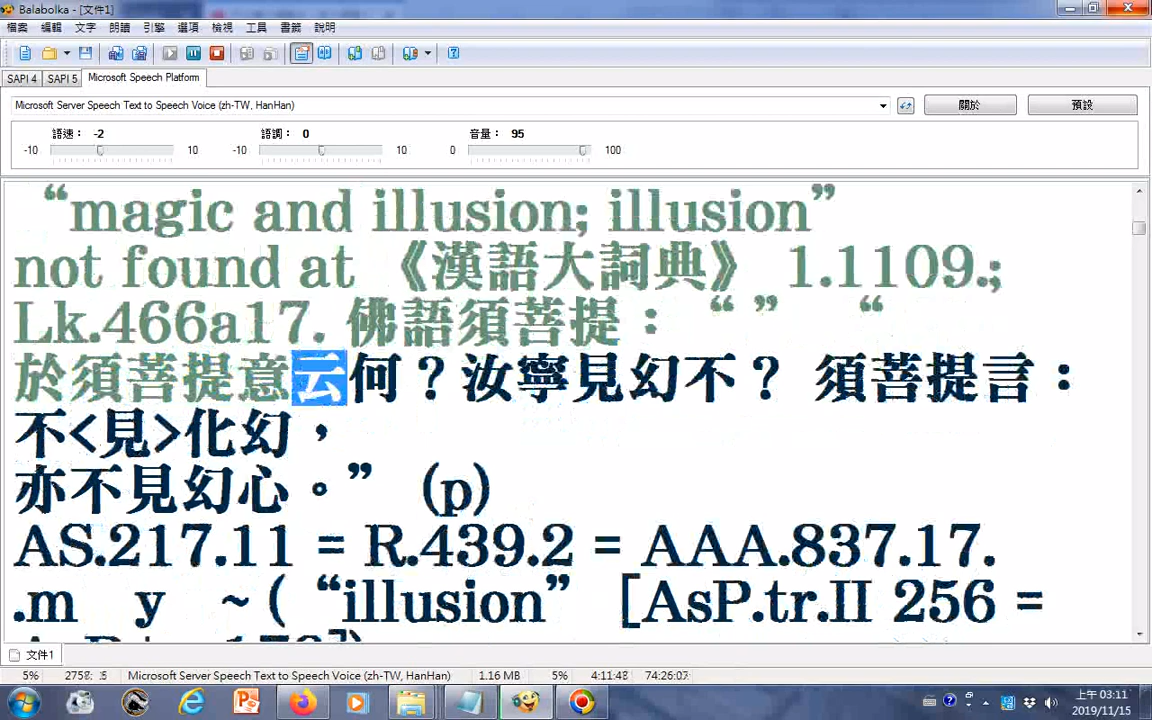 Balabolka - [文件1]
檔案 編輯 文字 朗讀 引擎 選項 檢視 工具 書籤 說明
SAPI 4 SAPI 5 Microsoft Speech Platform
Microsoft Server Speech Text to Speech Voice (zh-TW, HanHan) 關於 預設
語速： -2 語調： 0 音量： 95
-10 10 -10 10 0 100
“magic and illusion; illusion”
not found at 《漢語大詞典》 1.1109.;
Lk.466a17. 佛語須菩提： “ ” “
於須菩提意云何？汝寧見幻不？ 須菩提言：
不<見>化幻，
亦不見幻心。” (p)
AS.217.11 = R.439.2 = AAA.837.17.
.m y ~ ( “illusion” [AsP.tr.II 256 =
文件1
5% Microsoft Server Speech Text to Speech Voice (zh-TW, HanHan) 1.16 MB 5% 4:11:48 74:26:07
上午 03:11
2019/11/15